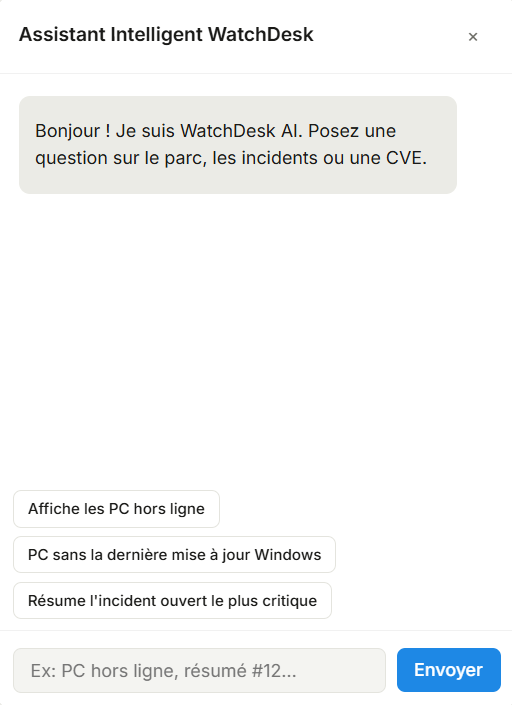 Assistant Intelligent WatchDesk
×
Bonjour ! Je suis WatchDesk AI. Posez une
question sur le parc, les incidents ou une CVE.
Affiche les PC hors ligne
PC sans la dernière mise à jour Windows
Résume l'incident ouvert le plus critique
Ex: PC hors ligne, résumé #12...
Envoyer